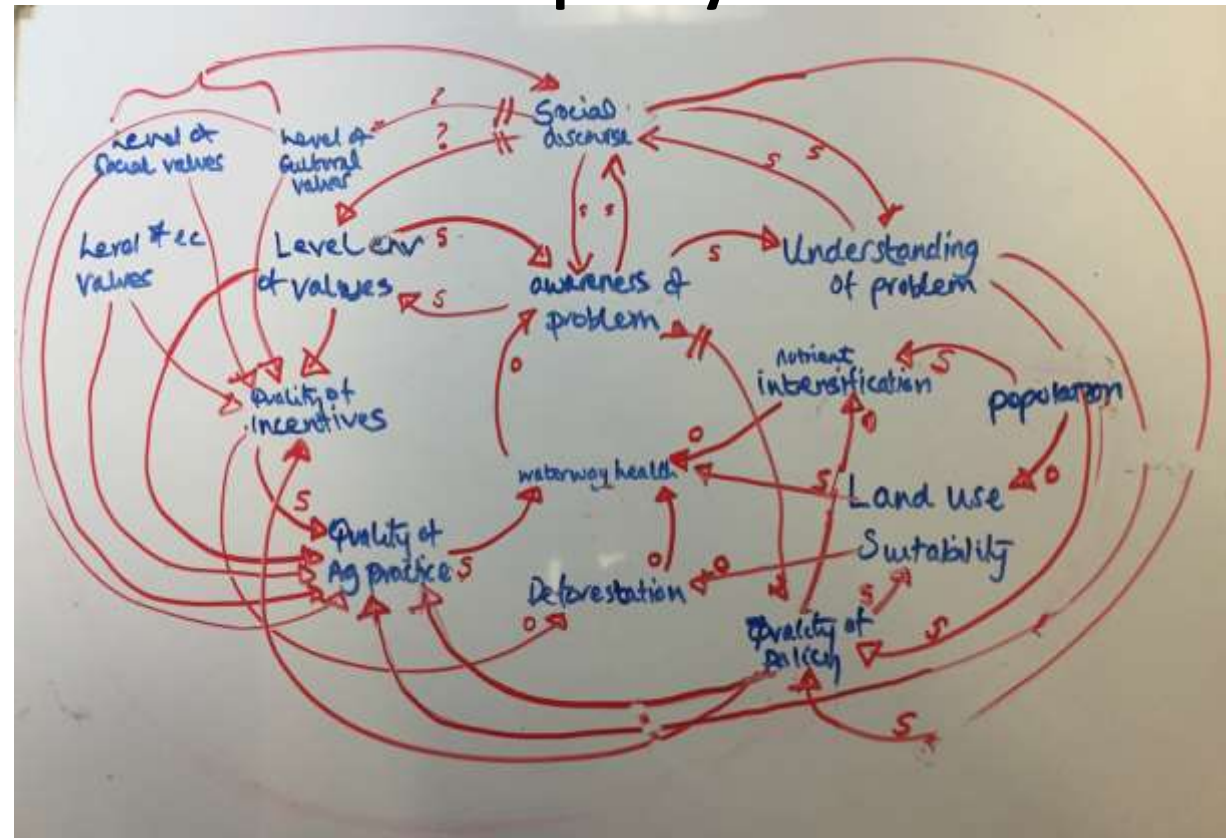 Social
discourse
Level of
Social values
Level of
Cultural
values
?
?
s
s
s
s
Level
values
Level env
of values
s
s
awareness of
problem
s
Understanding
of problem
o
nutrient
intensification
s
population
Quality of
incentives
o
o
o
waterway health
s
Land use
Suitability
s
Quality of
Ag practice
s
o
o
Deforestation
o
s
s
Quality of
policy
s